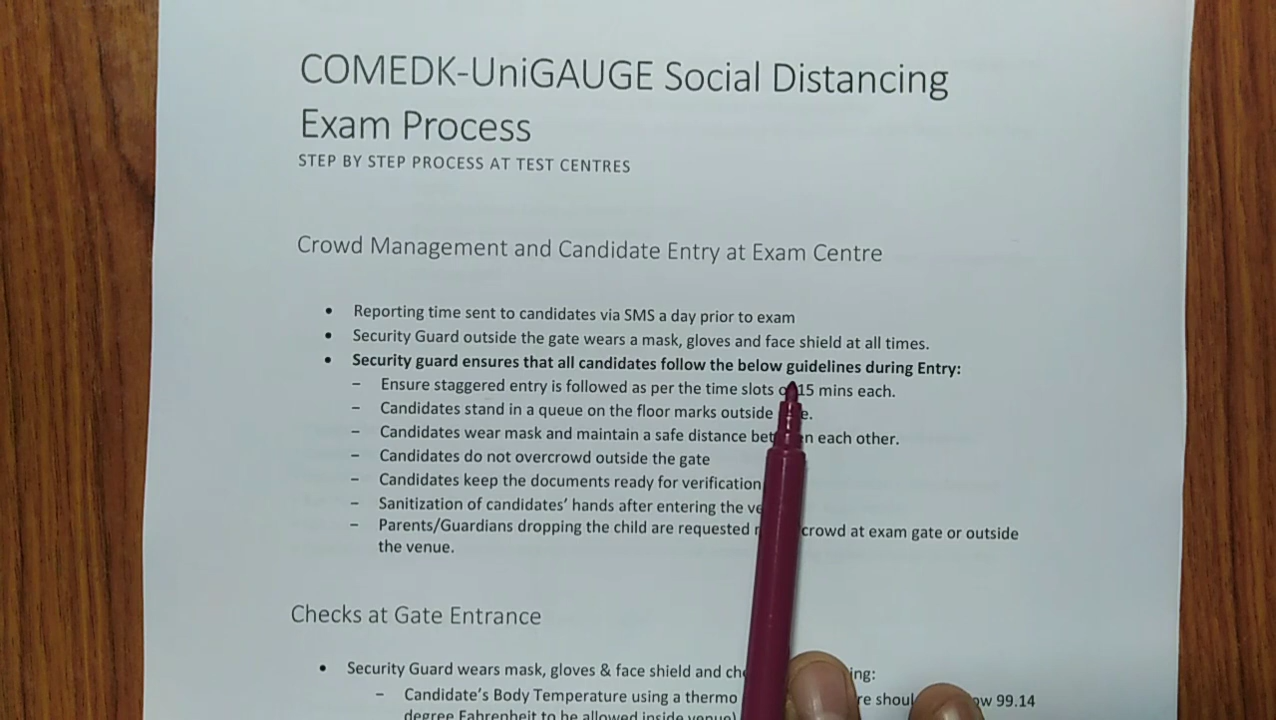 COMEDK-UniGAUGE Social Distancing
Exam Process
STEP BY STEP PROCESS AT TEST CENTRES
Crowd Management and Candidate Entry at Exam Centre
• Reporting time sent to candidates via SMS a day prior to exam
• Security Guard outside the gate wears a mask, gloves and face shield at all times.
• Security guard ensures that all candidates follow the below guidelines during Entry:
– Ensure staggered entry is followed as per the time slots 15 mins each.
– Candidates stand in a queue on the floor marks outside
– Candidates wear mask and maintain a safe distance each other.
– Candidates do not overcrowd outside the gate
– Candidates keep the documents ready for verification
– Sanitization of candidates' hands after entering the
– Parents/Guardians dropping the child are requested crowd at exam gate or outside
the venue.
Checks at Gate Entrance
• Security Guard wears mask, gloves & face shield and
– Candidate's Body Temperature using a thermo 99.14
degree Fahrenheit to be allowed inside venue)